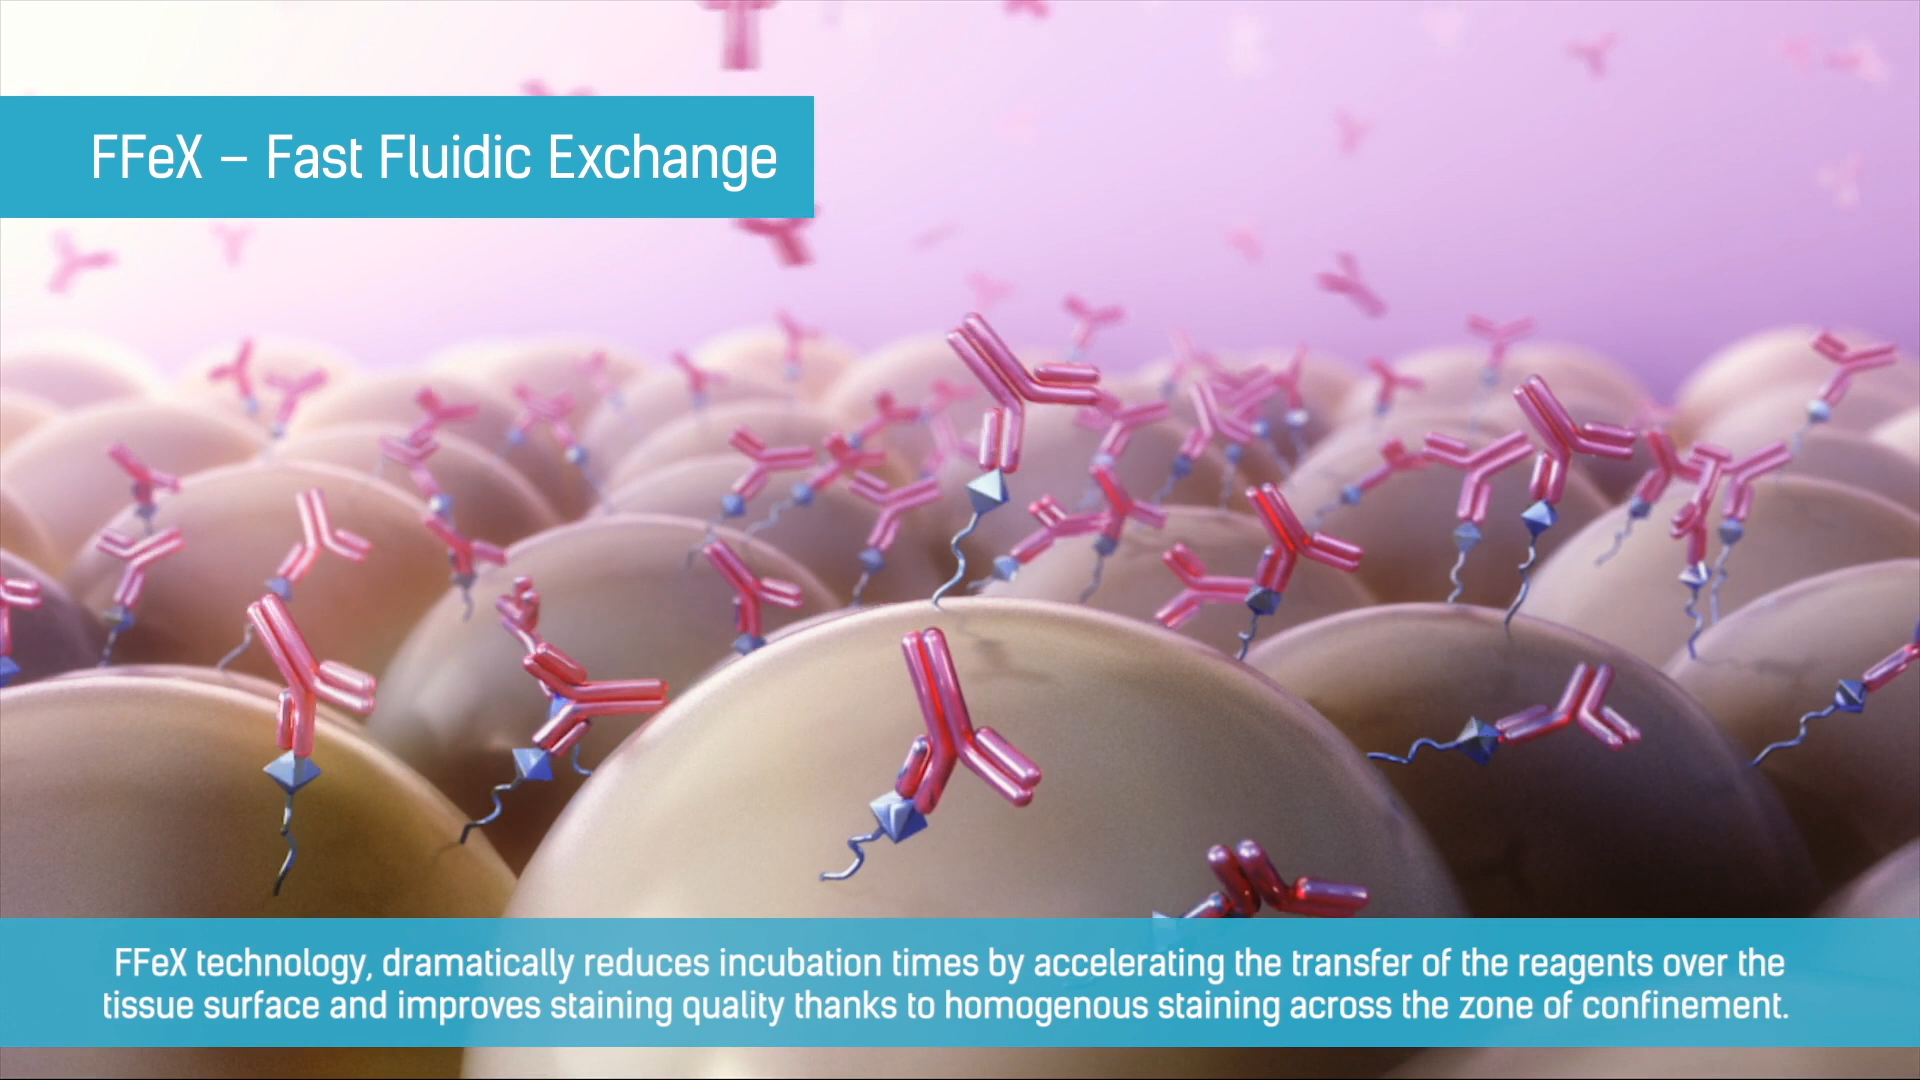 FFeX – Fast Fluidic Exchange
FFeX technology, dramatically reduces incubation times by accelerating the transfer of the reagents over the
tissue surface and improves staining quality thanks to homogenous staining across the zone of confinement.